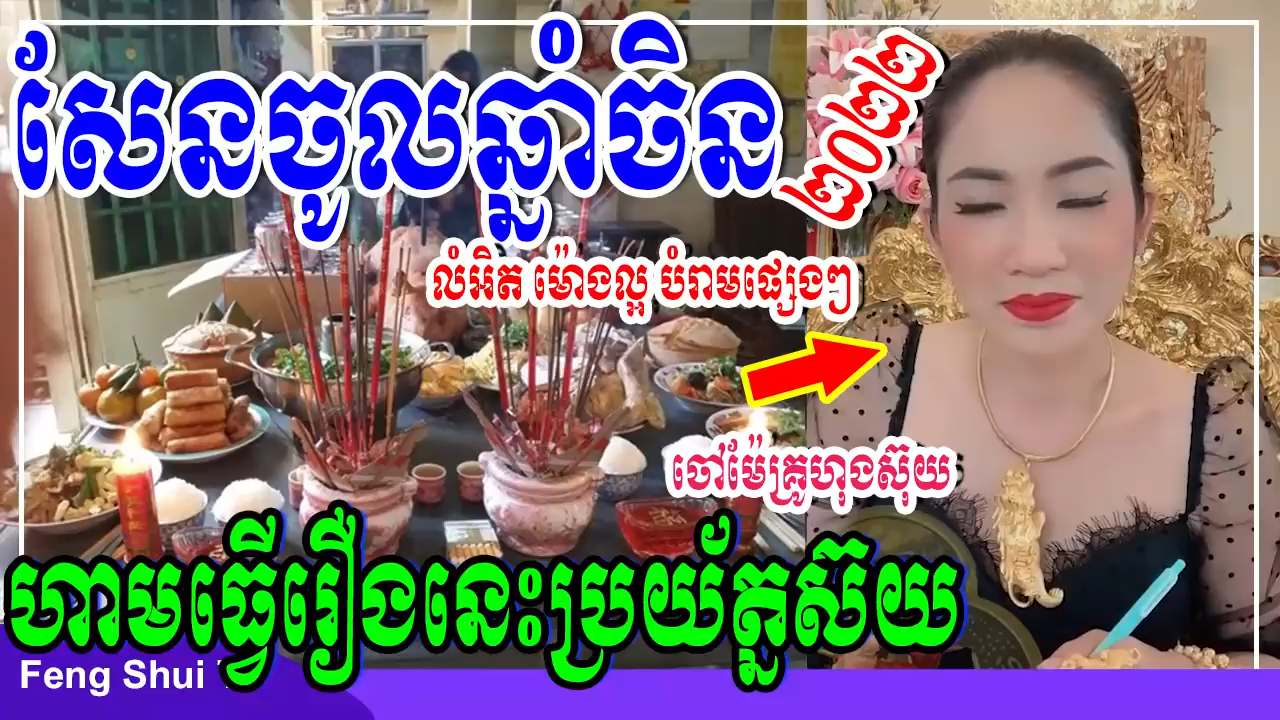 សែនចូលឆ្នាំចិន
២០២២
លំអិត ម៉ោងល្អ បំរាមផ្សេងៗ
ចៅម៉ែគ្រូហុងស៊ុយ
ហាមធ្វើរឿងនេះប្រយ័ត្នស៊យ
Feng Shui